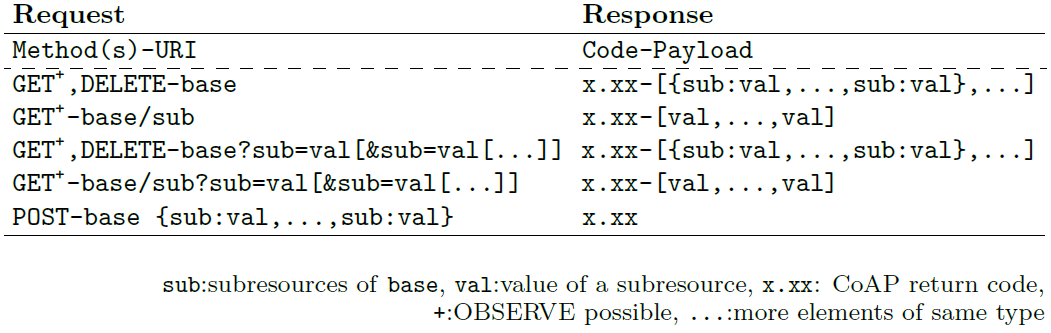 Request Response
Method(s)-URI Code-Payload
GET⁺,DELETE-base x.xx-[{sub:val,...,sub:val},...]
GET⁺-base/sub x.xx-[val,...,val]
GET⁺,DELETE-base?sub=val[&sub=val[...]] x.xx-[{sub:val,...,sub:val},...]
GET⁺-base/sub?sub=val[&sub=val[...]] x.xx-[val,...,val]
POST-base {sub:val,...,sub:val} x.xx
sub:subresources of base, val:value of a subresource, x.xx: CoAP return code,
+:OBSERVE possible, ...:more elements of same type